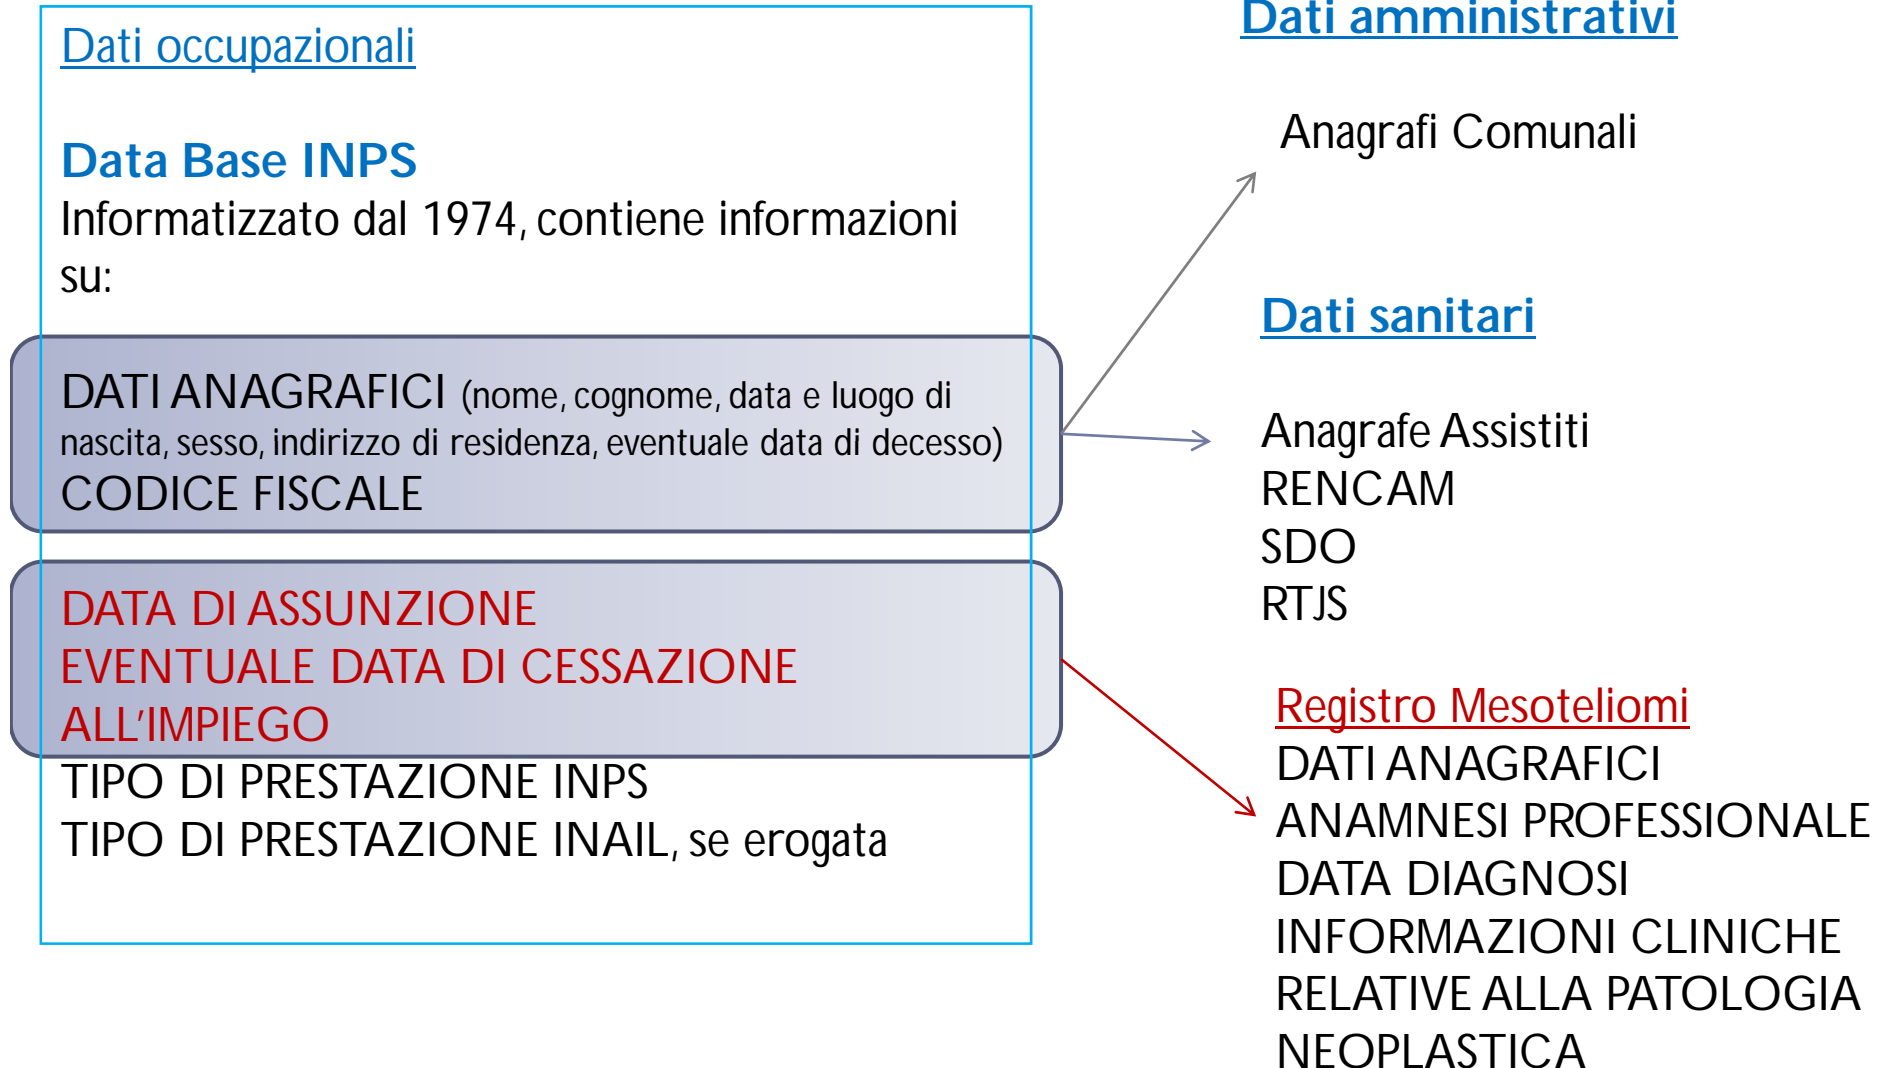 Dati occupazionali
Data Base INPS
Informatizzato dal 1974, contiene informazioni
su:
DATI ANAGRAFICI (nome, cognome, data e luogo di
nascita, sesso, indirizzo di residenza, eventuale data di decesso)
CODICE FISCALE
DATA DI ASSUNZIONE
EVENTUALE DATA DI CESSAZIONE
ALL’IMPIEGO
TIPO DI PRESTAZIONE INPS
TIPO DI PRESTAZIONE INAIL, se erogata
Dati amministrativi
Anagrafi Comunali
Dati sanitari
Anagrafe Assistiti
RENCAM
SDO
RTJS
Registro Mesoteliomi
DATI ANAGRAFICI
ANAMNESI PROFESSIONALE
DATA DIAGNOSI
INFORMAZIONI CLINICHE
RELATIVE ALLA PATOLOGIA
NEOPLASTICA